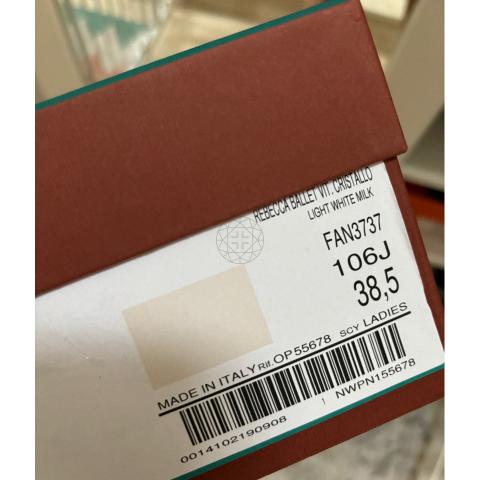 REBECCA BALLET VIT. CRISTALLO
LIGHT WHITE MILK
FAN3737
106J
38,5
MADE IN ITALY Rif. OP55678 SCY LADIES
0014102190908 1 NWPN155678